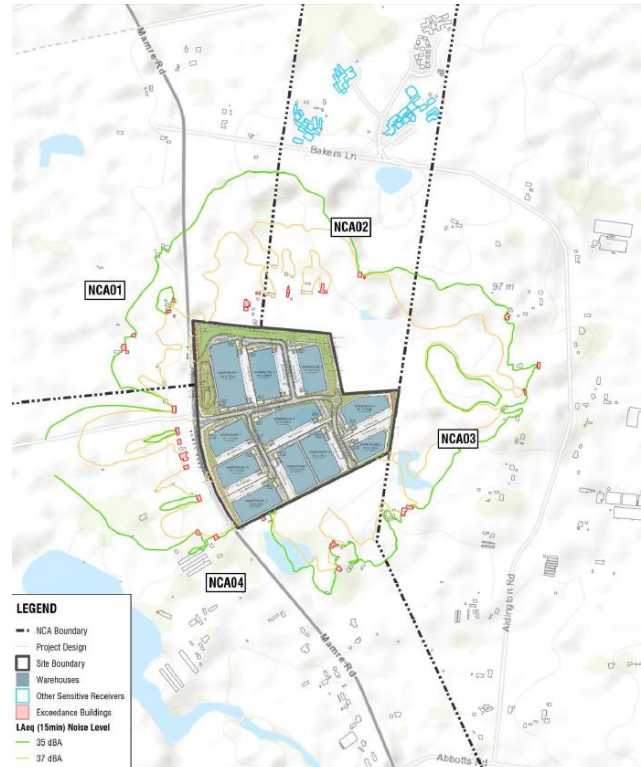 Mamre Rd
Bakers Ln
NCA02
NCA01
97 m
NCA03
NCA04
Mamre Rd
Aldington Rd
Abbotts Rd
LEGEND
NCA Boundary
Project Design
Site Boundary
Warehouses
Other Sensitive Receivers
Exceedance Buildings
LAeq (15min) Noise Level
35 dBA
37 dBA